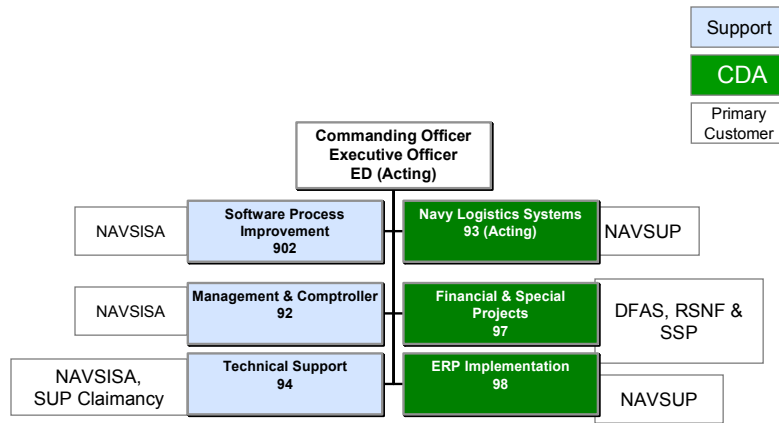 Support
CDA
Primary
Customer
Commanding Officer
Executive Officer
ED (Acting)
NAVSISA
Software Process
Improvement
902
Navy Logistics Systems
93 (Acting)
NAVSUP
NAVSISA
Management & Comptroller
92
Financial & Special
Projects
97
DFAS, RSNF &
SSP
NAVSISA,
SUP Claimancy
Technical Support
94
ERP Implementation
98
NAVSUP